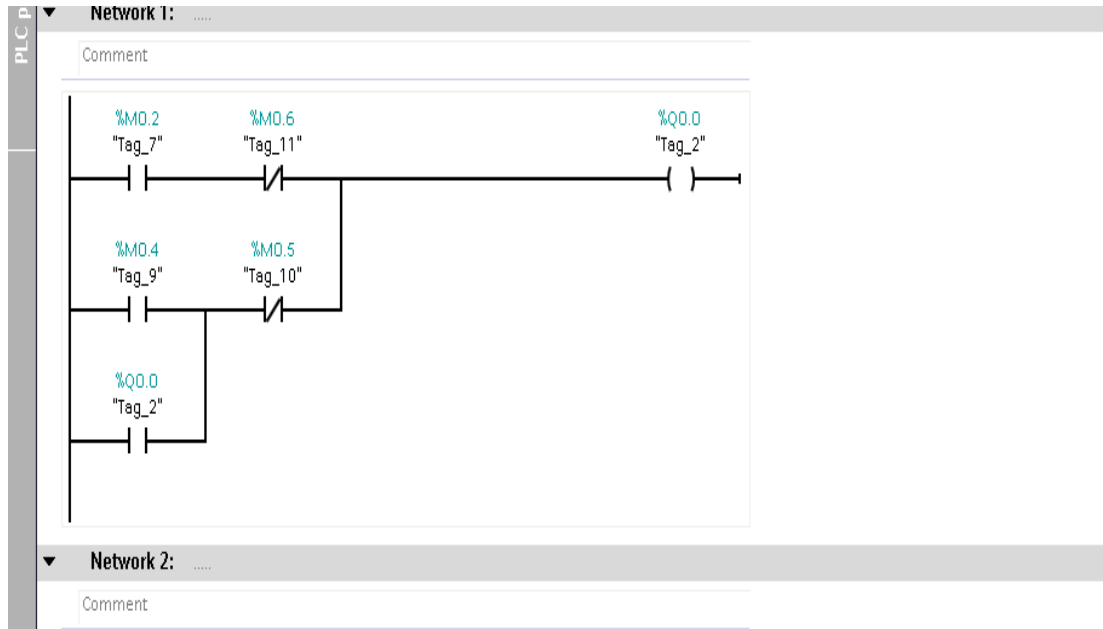 PLC p
Network 1: .....
Comment
%M0.2 %M0.6 %Q0.0
"Tag_7" "Tag_11" "Tag_2"
%M0.4 %M0.5
"Tag_9" "Tag_10"
%Q0.0
"Tag_2"
Network 2: .....
Comment